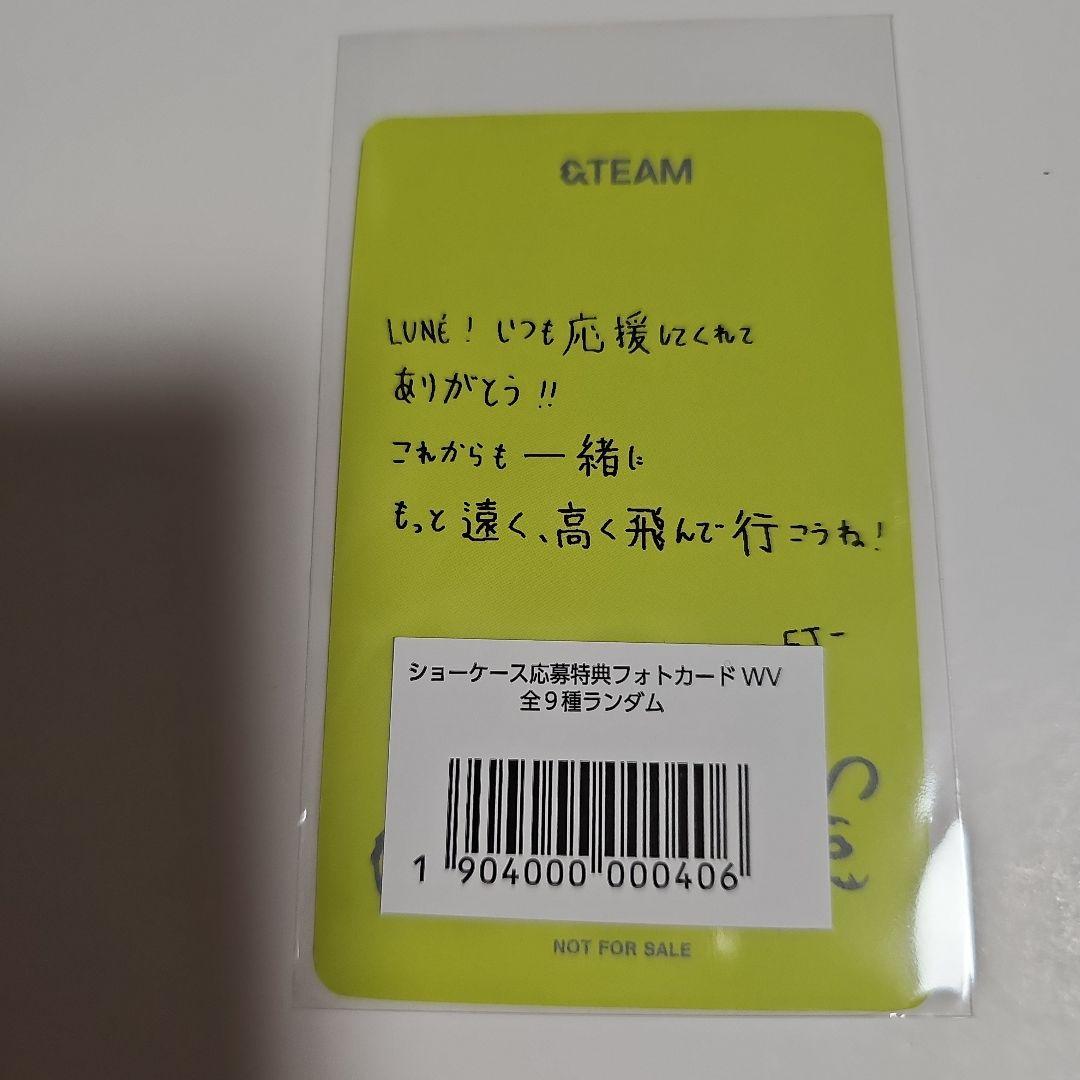 &TEAM
LUNÉ! いつも応援してくれて
ありがとう!!
これからも一緒に
もっと遠く、高く飛んで行こうね!
ショーケース応募特典フォトカード WV
全9種ランダム
1 904000 000406
NOT FOR SALE